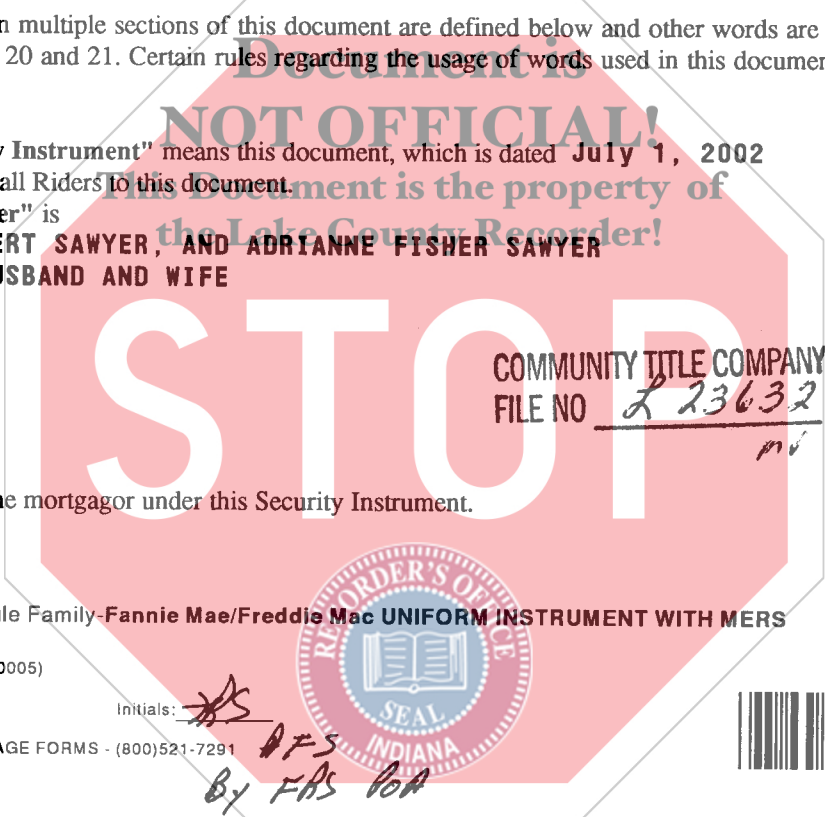 n multiple sections of this document are defined below and other words are
20 and 21. Certain rules regarding the usage of words used in this documen
Document is
NOT OFFICIAL!
y Instrument" means this document, which is dated July 1, 2002
all Riders to this document.
This Document is the property of
er" is
the Lake County Recorder!
ERT SAWYER, AND ADRIANNE FISHER SAWYER
USBAND AND WIFE
STOP
COMMUNITY TITLE COMPANY
FILE NO L 23632
e mortgagor under this Security Instrument.
RECORDER'S OFFICE
le Family-Fannie Mae/Freddie Mac UNIFORM INSTRUMENT WITH MERS
0005)
SEAL
INDIANA
Initials:
AGE FORMS - (800)521-7291
AFS
By FRS POA